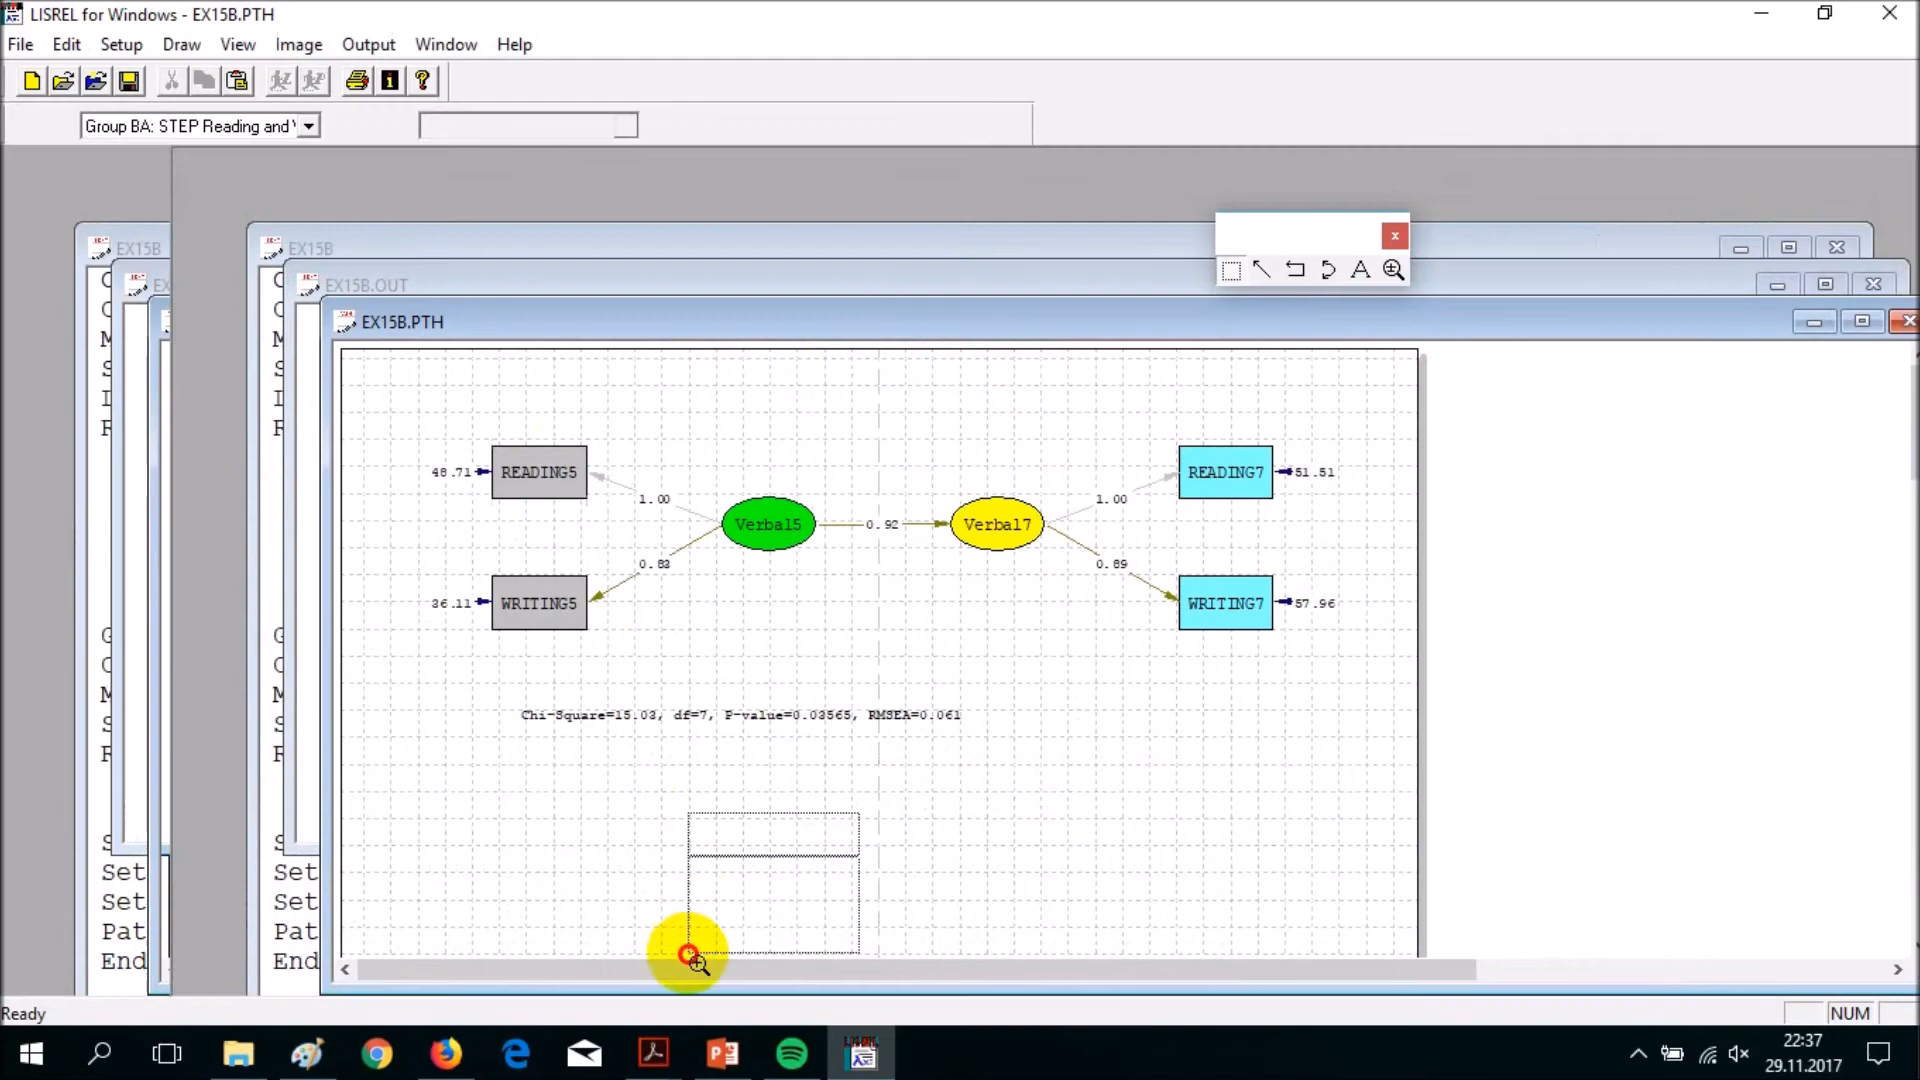 LISREL for Windows - EX15B.PTH
File Edit Setup Draw View Image Output Window Help
Group BA: STEP Reading and
EX15B
EX15B
EX15B.OUT
EX15B.PTH
48.71
READING5
1.00
Verbal5
0.92
Verbal7
1.00
READING7
51.51
36.11
WRITING5
0.83
0.89
WRITING7
57.96
Chi-Square=15.03, df=7, P-value=0.03565, RMSEA=0.061
Set Set
Set Set
Pat Pat
End End
Ready
NUM
22:37
29.11.2017